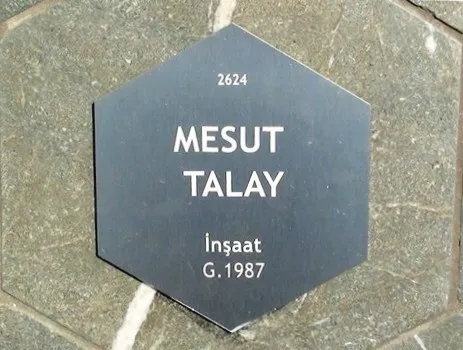 2624
MESUT
TALAY
İnşaat
G.1987